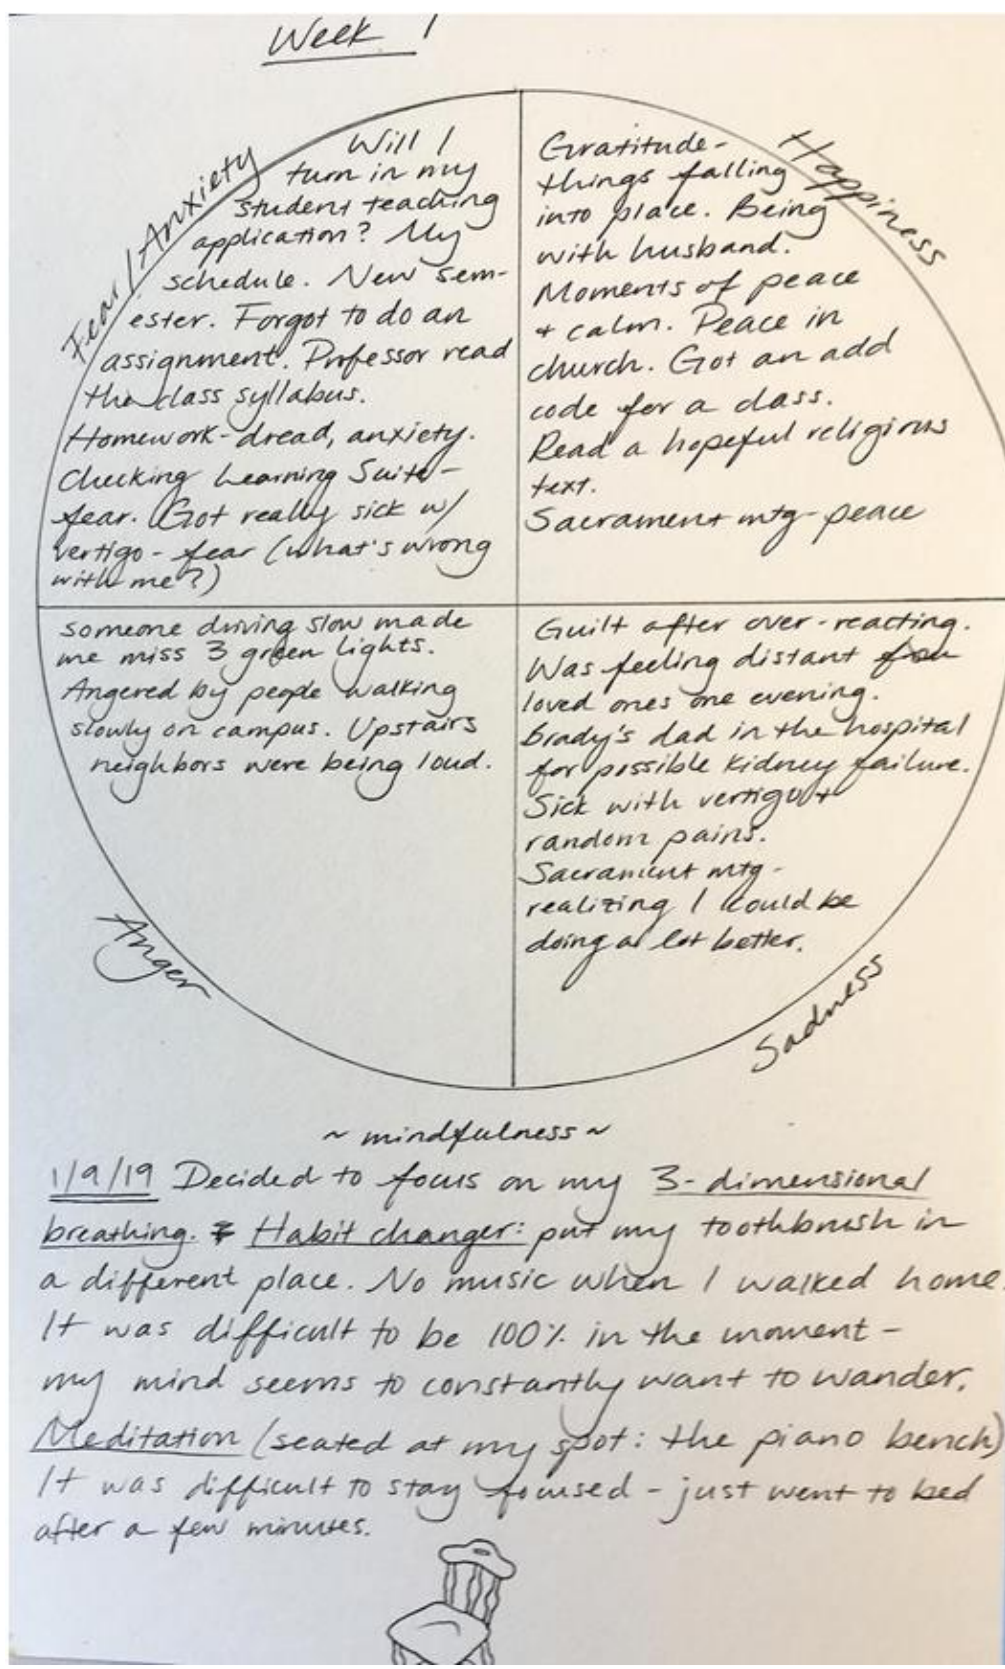 Week 1
Fear/Anxiety
Will I
turn in my
student teaching
application? My
schedule. New sem-
ester. Forgot to do an
assignment. Professor read
the class syllabus.
Homework - dread, anxiety.
Checking Learning Suite -
fear. Got really sick w/
vertigo - fear (what's wrong
with me?)
Happiness
Gratitude -
things falling
into place. Being
with husband.
Moments of peace
+ calm. Peace in
church. Got an add
code for a class.
Read a hopeful religious
text.
Sacrament mtg - peace
someone driving slow made
me miss 3 green lights.
Angered by people walking
slowly on campus. Upstairs
neighbors were being loud.
Anger
Guilt after over-reacting.
Was feeling distant
loved ones one evening.
Brady's dad in the hospital
for possible kidney failure.
Sick with vertigo +
random pains.
Sacrament mtg -
realizing I could be
doing a lot better.
Sadness
~ mindfulness ~
1/9/19 Decided to focus on my 3-dimensional
breathing. Habit changer: put my toothbrush in
a different place. No music when I walked home.
It was difficult to be 100% in the moment -
my mind seems to constantly want to wander.
Meditation (seated at my spot: the piano bench)
It was difficult to stay focused - just went to bed
after a few minutes.